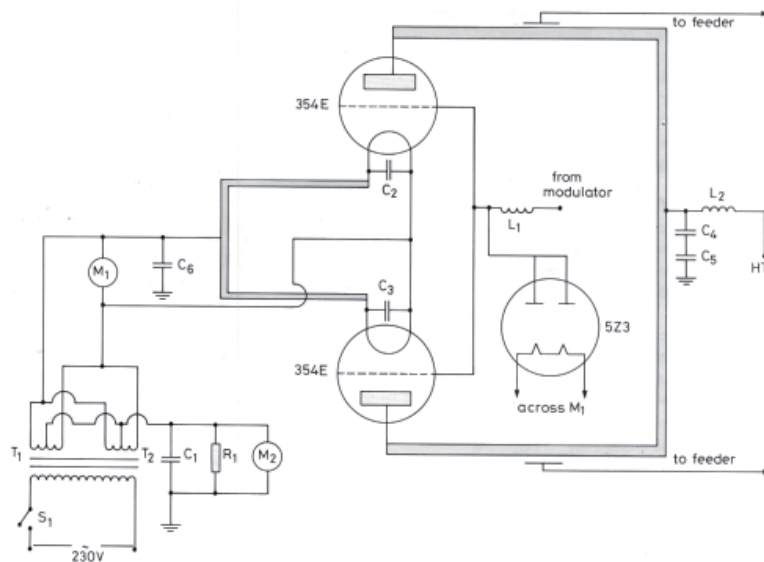 to feeder
354E
C2
from
modulator
L1
L2
C4
C5
HT
M1
C6
C3
5Z3
354E
across M1
T1
T2
C1
R1
M2
to feeder
S1
~
230V